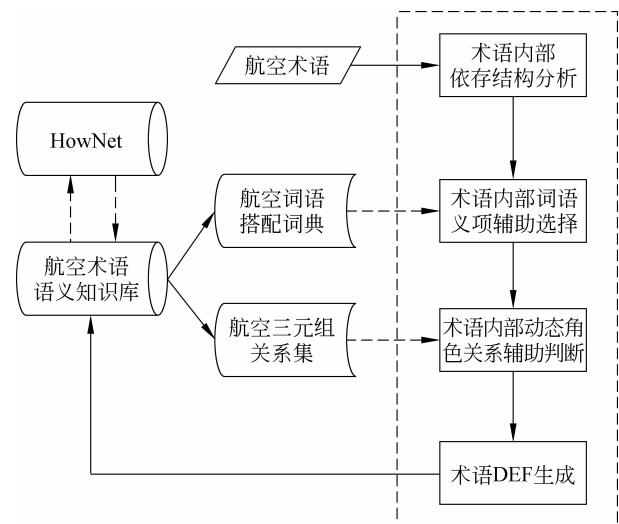 航空术语
术语内部
依存结构分析
HowNet
航空词语
搭配词典
术语内部词语
义项辅助选择
航空术语
语义知识库
航空三元组
关系集
术语内部动态角
色关系辅助判断
术语DEF生成